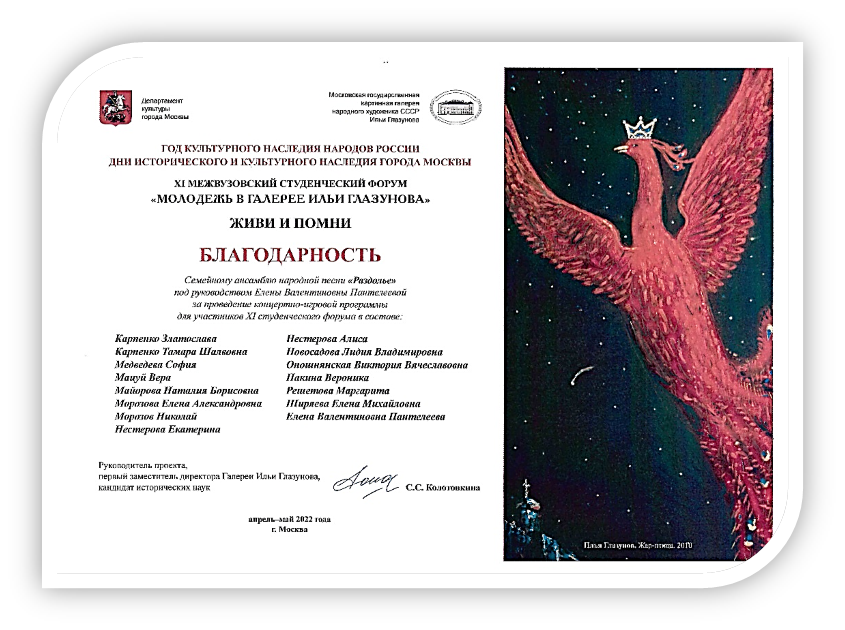 Департамент
культуры
города Москвы
Московская государственная
картинная галерея
народного художника СССР
Ильи Глазунова
ГОД КУЛЬТУРНОГО НАСЛЕДИЯ НАРОДОВ РОССИИ
ДНИ ИСТОРИЧЕСКОГО И КУЛЬТУРНОГО НАСЛЕДИЯ ГОРОДА МОСКВЫ
XI МЕЖВУЗОВСКИЙ СТУДЕНЧЕСКИЙ ФОРУМ
«МОЛОДЕЖЬ В ГАЛЕРЕЕ ИЛЬИ ГЛАЗУНОВА»
ЖИВИ И ПОМНИ
БЛАГОДАРНОСТЬ
Семейному ансамблю народной песни «Раздолье»
под руководством Елены Валентиновны Пантелеевой
за проведение концертно-игровой программы
для участников XI студенческого форума в составе:
Карпенко Златослава
Карпенко Тамара Шалвовна
Медведева София
Мацуй Вера
Майорова Наталия Борисовна
Морозова Елена Александровна
Морозов Николай
Нестерова Екатерина
Нестерова Алиса
Новосадова Лидия Владимировна
Опошнянская Виктория Вячеславовна
Пакина Вероника
Решетова Маргарита
Ширяева Елена Михайловна
Елена Валентиновна Пантелеева
Руководитель проекта,
первый заместитель директора Галереи Ильи Глазунова,
кандидат исторических наук
С.С. Колотовкина
апрель–май 2022 года
г. Москва
Илья Глазунов. Жар-птица. 2010